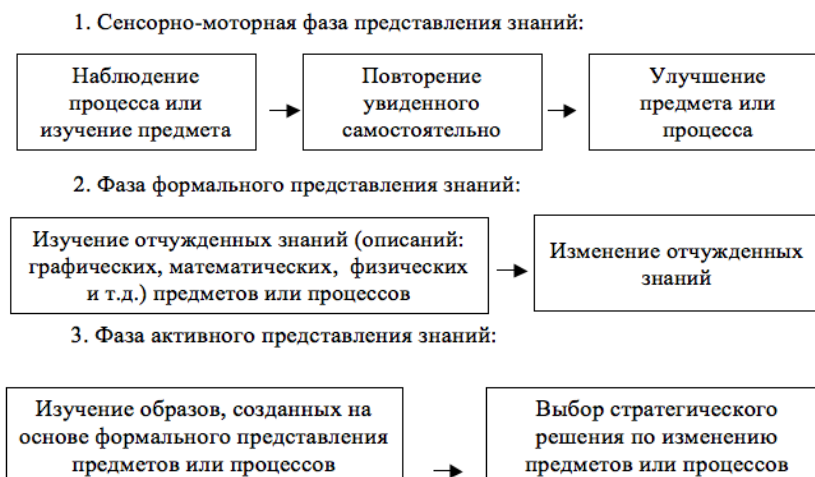 1. Сенсорно-моторная фаза представления знаний:
Наблюдение
процесса или
изучение предмета
Повторение
увиденного
самостоятельно
Улучшение
предмета или
процесса
2. Фаза формального представления знаний:
Изучение отчужденных знаний (описаний:
графических, математических, физических
и т.д.) предметов или процессов
Изменение отчужденных
знаний
3. Фаза активного представления знаний:
Изучение образов, созданных на
основе формального представления
предметов или процессов
Выбор стратегического
решения по изменению
предметов или процессов